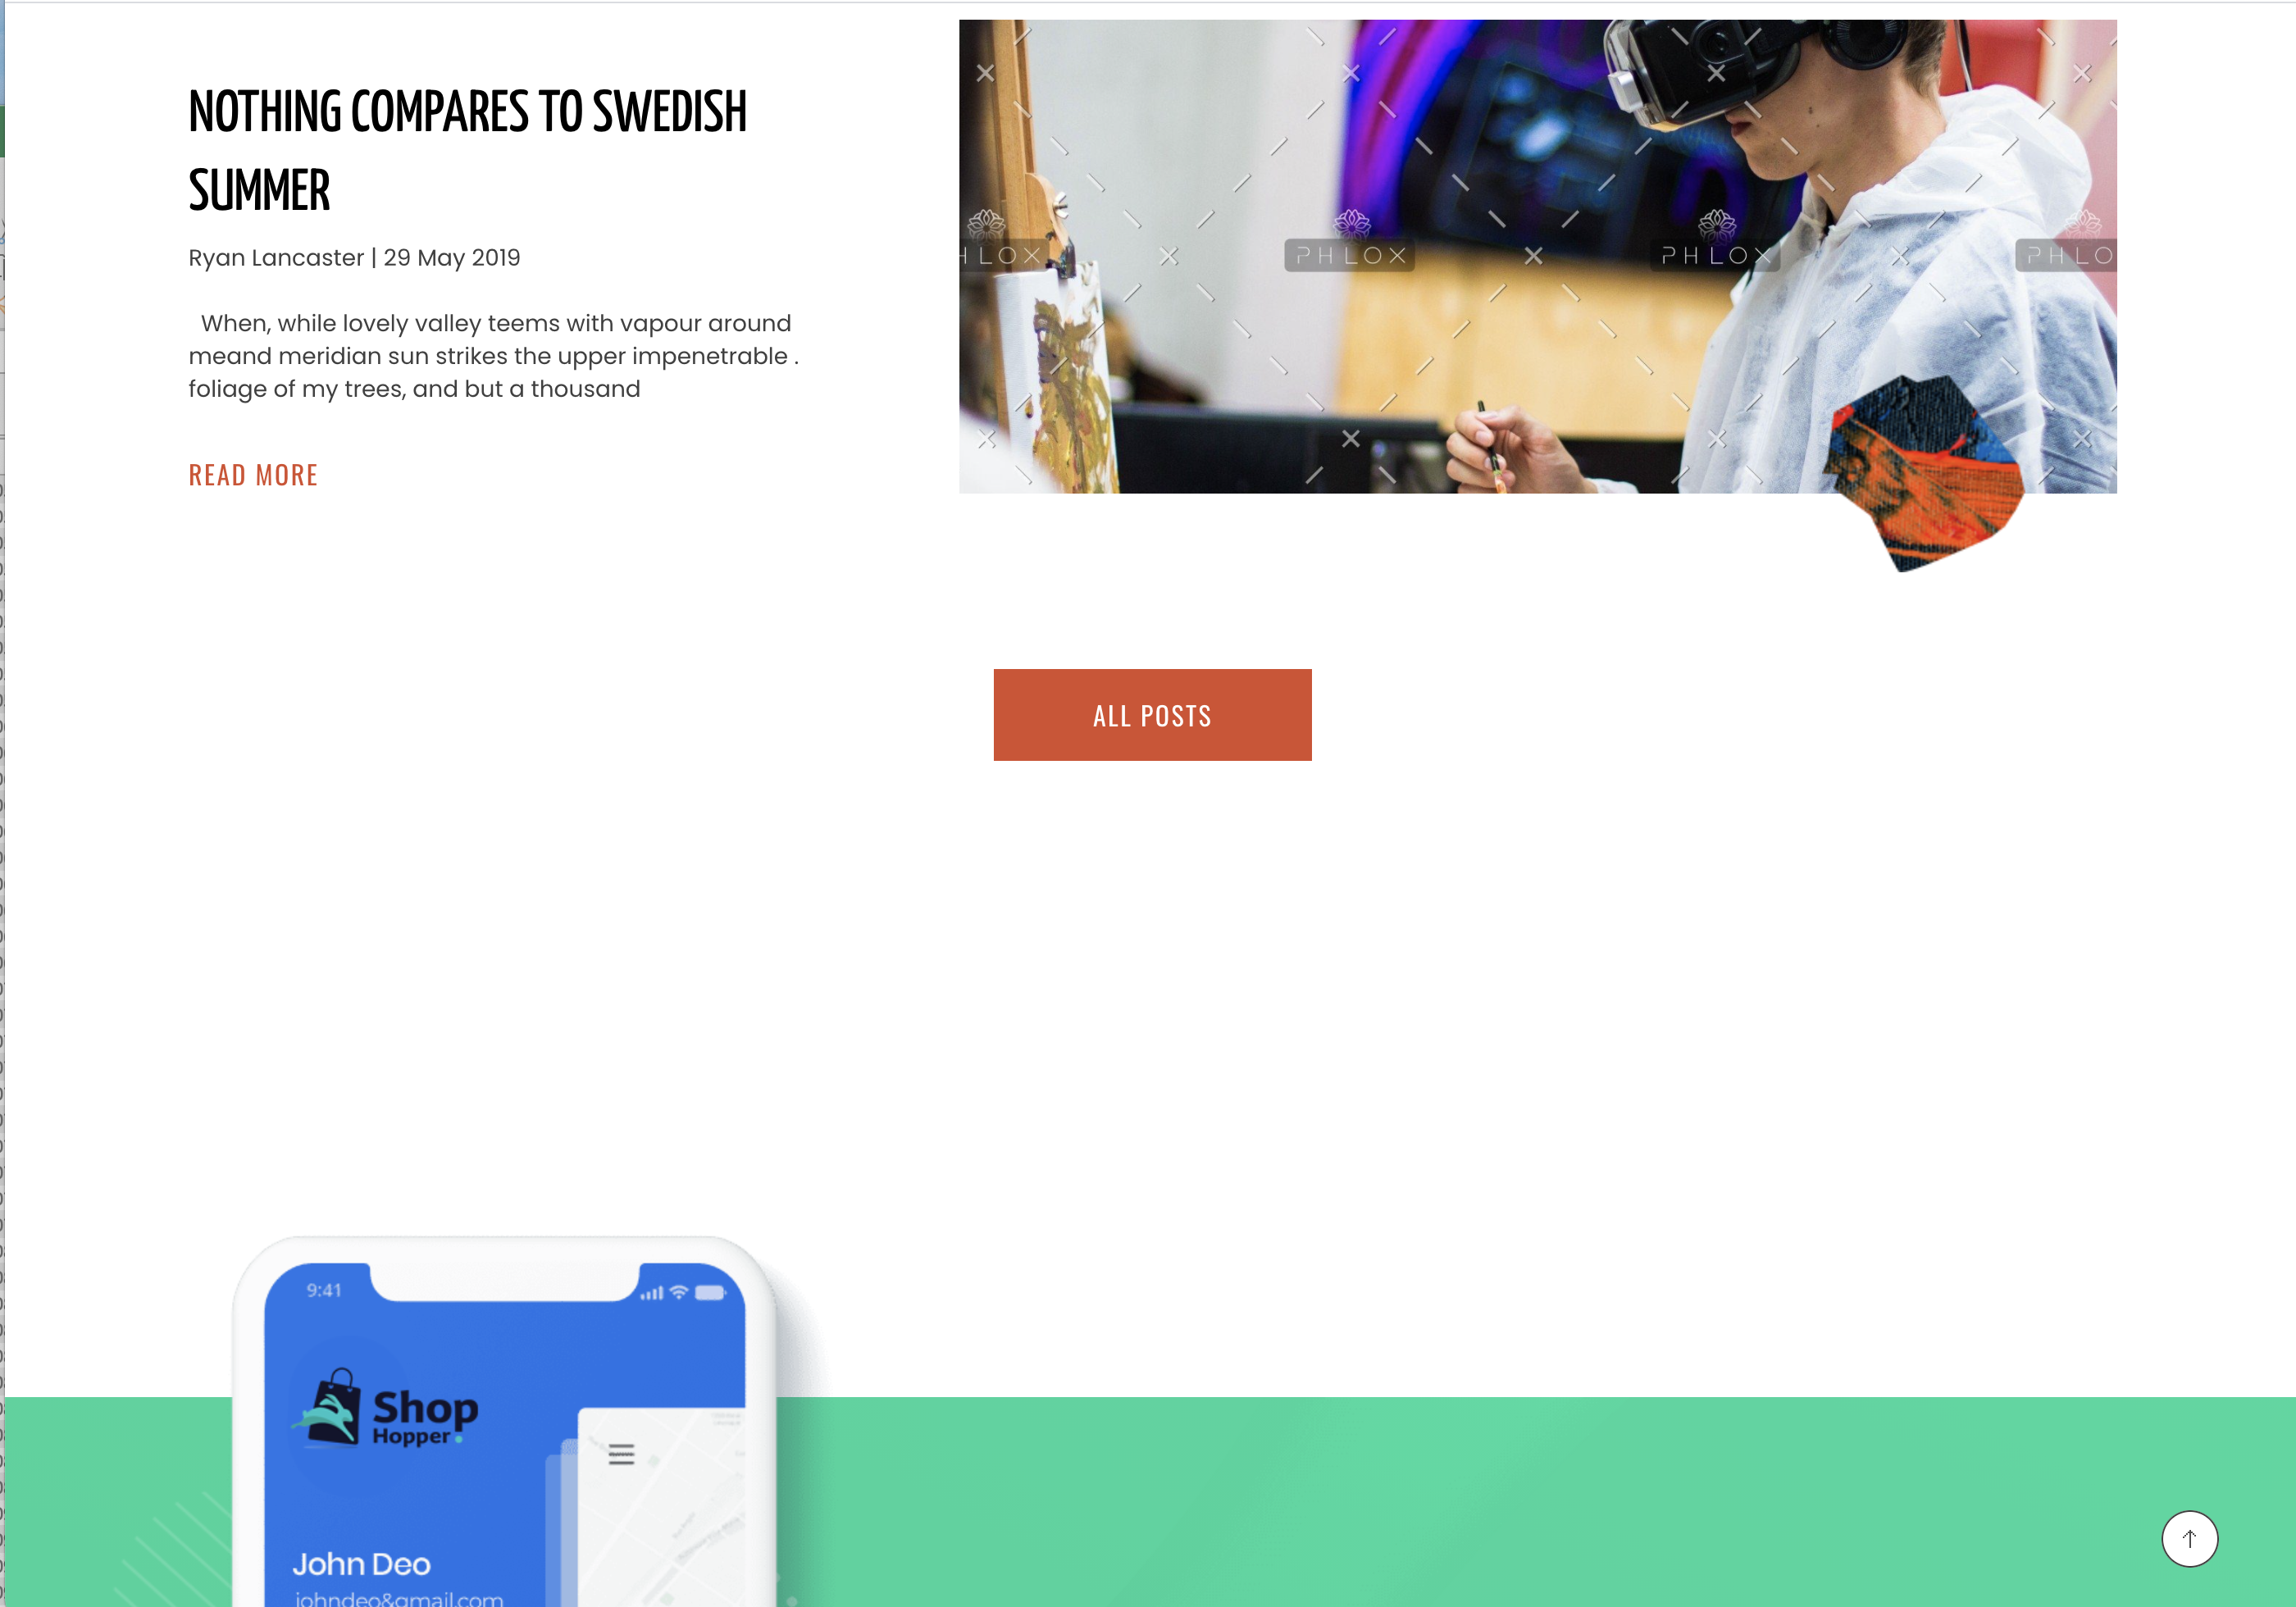 NOTHING COMPARES TO SWEDISH
SUMMER
Ryan Lancaster | 29 May 2019
When, while lovely valley teems with vapour around
meand meridian sun strikes the upper impenetrable .
foliage of my trees, and but a thousand
READ MORE
PHLOX
PHLOX
ALL POSTS
9:41
Shop
Hopper.
John Deo
johndeo&gmail.com